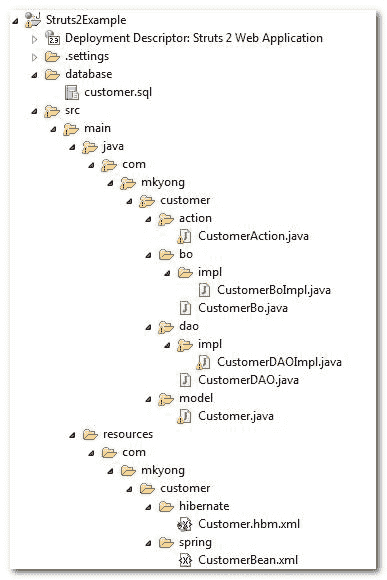 Struts2Example
Deployment Descriptor: Struts 2 Web Application
.settings
database
customer.sql
src
main
java
com
mkyong
customer
action
CustomerAction.java
bo
impl
CustomerBoImpl.java
CustomerBo.java
dao
impl
CustomerDAOImpl.java
CustomerDAO.java
model
Customer.java
resources
com
mkyong
customer
hibernate
Customer.hbm.xml
spring
CustomerBean.xml